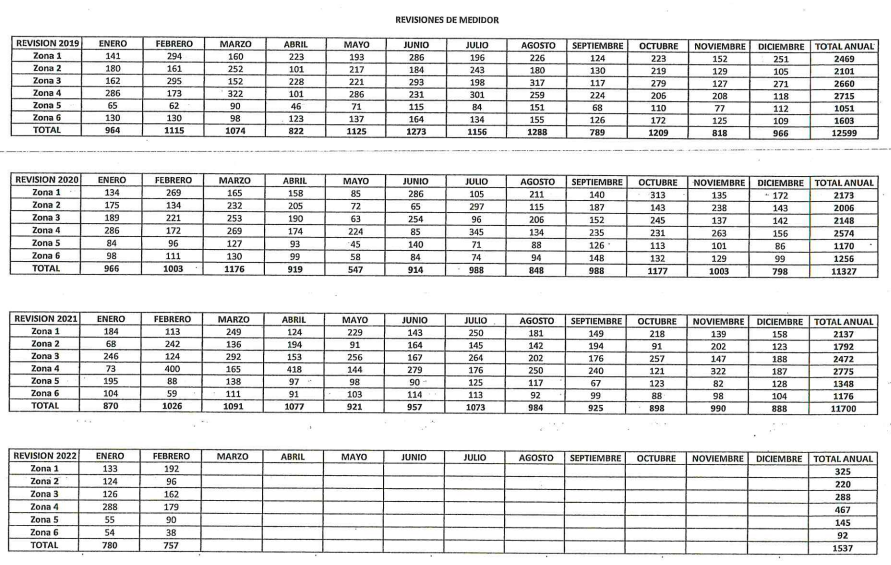 REVISIONES DE MEDIDOR
REVISION 2019 ENERO FEBRERO MARZO ABRIL MAYO JUNIO JULIO AGOSTO SEPTIEMBRE OCTUBRE NOVIEMBRE DICIEMBRE TOTAL ANUAL
Zona 1 141 294 160 223 193 286 196 226 124 223 152 251 2469
Zona 2 180 161 252 101 217 184 243 180 130 219 129 105 2101
Zona 3 162 295 152 228 221 293 198 317 117 279 127 271 2660
Zona 4 286 173 322 101 286 231 301 259 224 206 208 118 2715
Zona 5 65 62 90 46 71 115 84 151 68 110 77 112 1051
Zona 6 130 130 98 123 137 164 134 155 126 172 125 109 1603
TOTAL 964 1115 1074 822 1125 1273 1156 1288 789 1209 818 966 12599
REVISION 2020 ENERO FEBRERO MARZO ABRIL MAYO JUNIO JULIO AGOSTO SEPTIEMBRE OCTUBRE NOVIEMBRE DICIEMBRE TOTAL ANUAL
Zona 1 134 269 165 158 85 286 105 211 140 313 135 172 2173
Zona 2 175 134 232 205 72 65 297 115 187 143 238 143 2006
Zona 3 189 221 253 190 63 254 96 206 152 245 137 142 2148
Zona 4 286 172 269 174 224 85 345 134 235 231 263 156 2574
Zona 5 84 96 127 93 45 140 71 88 126 113 101 86 1170
Zona 6 98 111 130 99 58 84 74 94 148 132 129 99 1256
TOTAL 966 1003 1176 919 547 914 988 848 988 1177 1003 798 11327
REVISION 2021 ENERO FEBRERO MARZO ABRIL MAYO JUNIO JULIO AGOSTO SEPTIEMBRE OCTUBRE NOVIEMBRE DICIEMBRE TOTAL ANUAL
Zona 1 184 113 249 124 229 143 250 181 149 218 139 158 2137
Zona 2 68 242 136 194 91 164 145 142 194 91 202 123 1792
Zona 3 246 124 292 153 256 167 264 202 176 257 147 188 2472
Zona 4 73 400 165 418 144 279 176 250 240 121 322 187 2775
Zona 5 195 88 138 97 98 90 125 117 67 123 82 128 1348
Zona 6 104 59 111 91 103 114 113 92 99 88 98 104 1176
TOTAL 870 1026 1091 1077 921 957 1073 984 925 898 990 888 11700
REVISION 2022 ENERO FEBRERO MARZO ABRIL MAYO JUNIO JULIO AGOSTO SEPTIEMBRE OCTUBRE NOVIEMBRE DICIEMBRE TOTAL ANUAL
Zona 1 133 192 325
Zona 2 124 96 220
Zona 3 126 162 288
Zona 4 288 179 467
Zona 5 55 90 145
Zona 6 54 38 92
TOTAL 780 757 1537